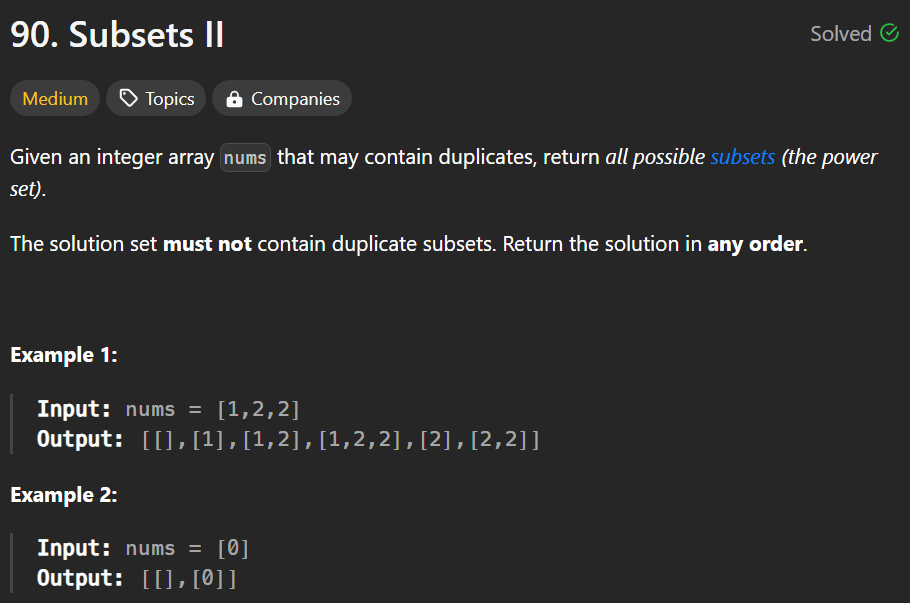 90. Subsets II
Solved
Medium
Topics
Companies
Given an integer array nums that may contain duplicates, return all possible subsets (the power
set).
The solution set must not contain duplicate subsets. Return the solution in any order.
Example 1:
Input: nums = [1,2,2]
Output: [[],[1],[1,2],[1,2,2],[2],[2,2]]
Example 2:
Input: nums = [0]
Output: [[],[0]]